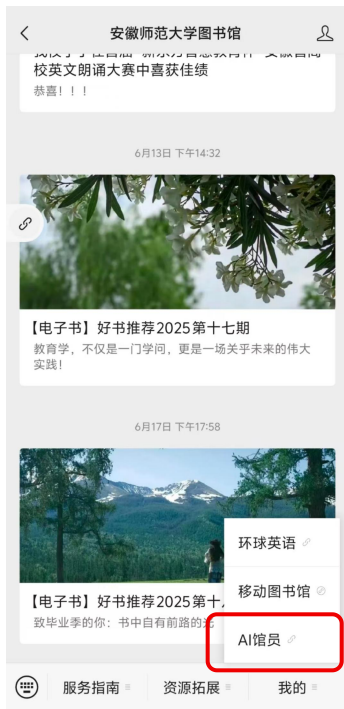 安徽师范大学图书馆
校英文朗诵大赛中喜获佳绩
恭喜！！！
6月13日 下午14:32
【电子书】好书推荐2025第十七期
教育学，不仅是一门学问，更是一场关乎未来的伟大
实践！
6月17日 下午17:58
【电子书】好书推荐2025第十
致毕业季的你：书中自有前路的光
环球英语
移动图书馆
AI馆员
服务指南
资源拓展
我的